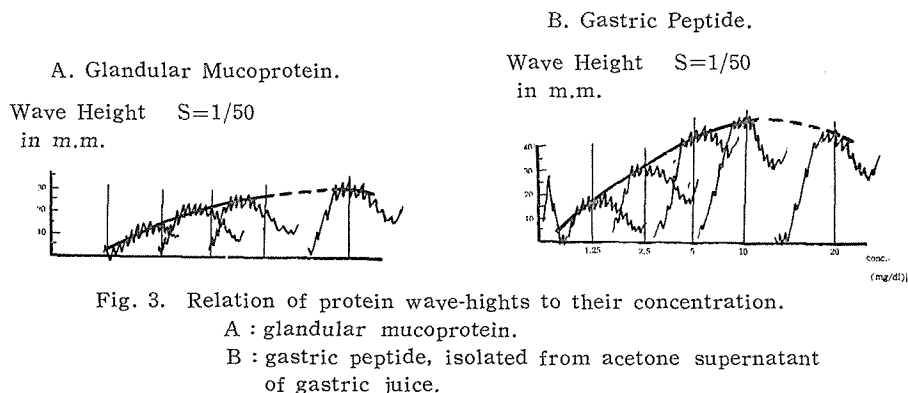 A. Glandular Mucoprotein.
Wave Height S=1/50
in m.m.
30
20
10
B. Gastric Peptide.
Wave Height S=1/50
in m.m.
40
30
20
10
1.25
2.5
5
10
20
conc..
(mg/dl)
Fig. 3. Relation of protein wave-hights to their concentration.
A : glandular mucoprotein.
B : gastric peptide, isolated from acetone supernatant
of gastric juice.